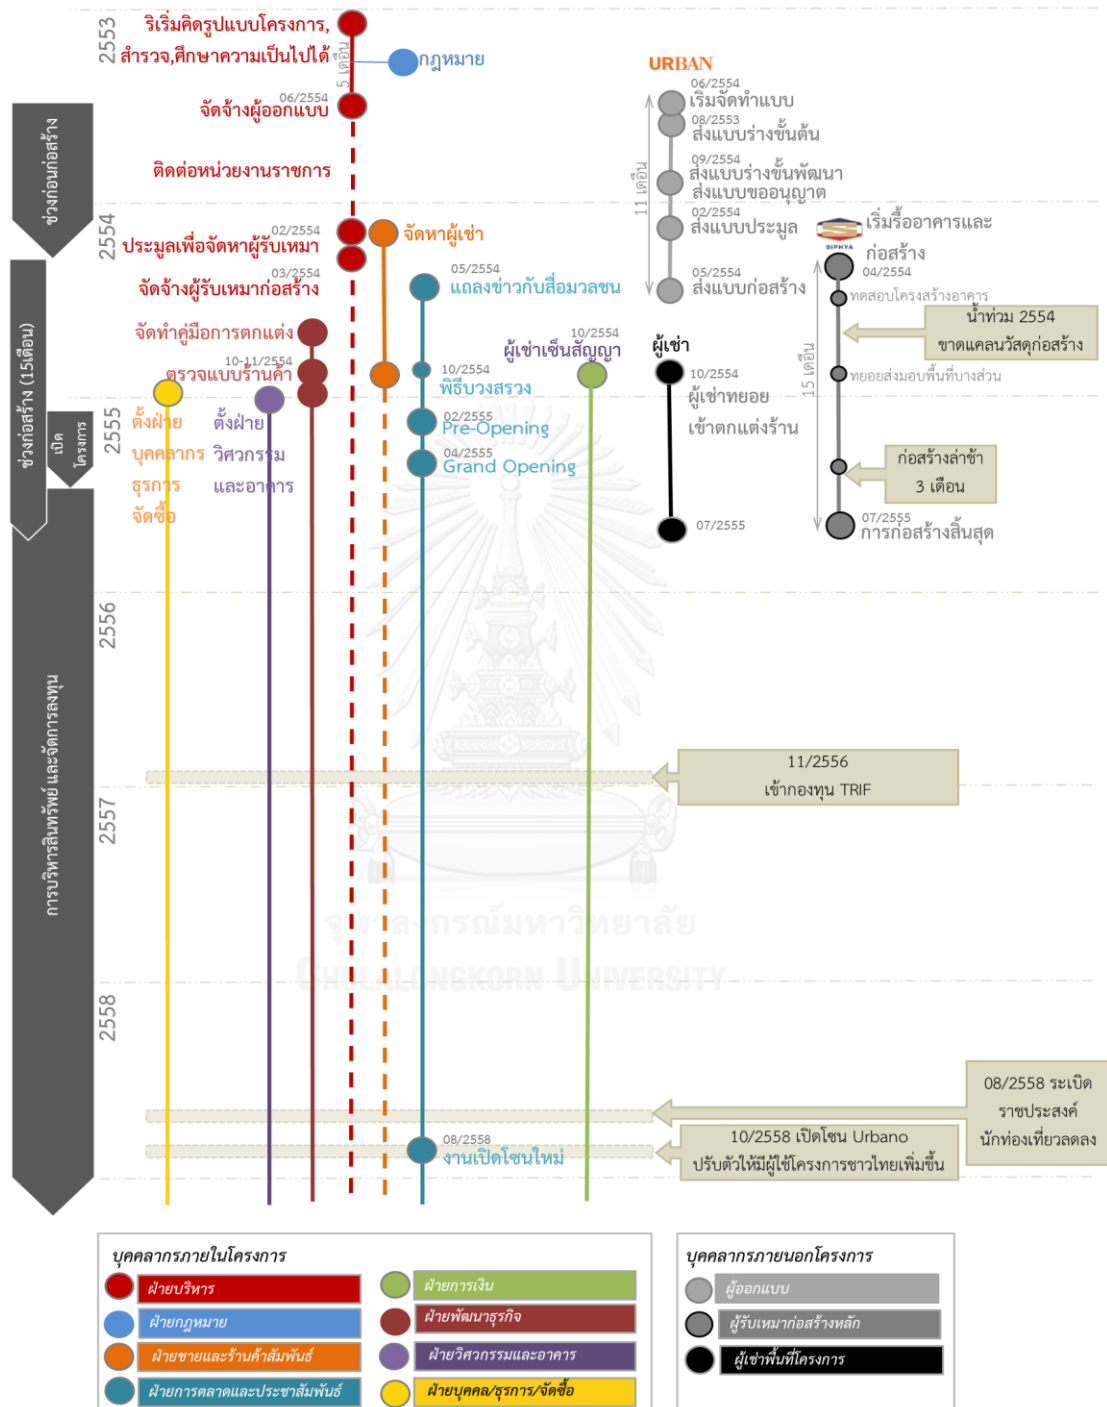 2553
ริเริ่มคิดรูปแบบโครงการ,
สำรวจ,ศึกษาความเป็นไปได้
5 เดือน
กฎหมาย
06/2554
จัดจ้างผู้ออกแบบ
ติดต่อหน่วยงานราชการ
ช่วงก่อนก่อสร้าง
URBAN
06/2554
เริ่มจัดทำแบบ
08/2553
ส่งแบบร่างขั้นต้น
09/2554
ส่งแบบร่างขั้นพัฒนา
ส่งแบบขออนุญาต
11 เดือน
02/2554
ส่งแบบประมูล
05/2554
ส่งแบบก่อสร้าง
2554
02/2554
ประมูลเพื่อจัดหาผู้รับเหมา
03/2554
จัดจ้างผู้รับเหมาก่อสร้าง
จัดหาผู้เช่า
05/2554
แถลงข่าวกับสื่อมวลชน
SIPHYA
เริ่มรื้ออาคารและ
ก่อสร้าง
04/2554
ทดสอบโครงสร้างอาคาร
น้ำท่วม 2554
ขาดแคลนวัสดุก่อสร้าง
15 เดือน
ทยอยส่งมอบพื้นที่บางส่วน
ก่อสร้างล่าช้า
3 เดือน
07/2555
การก่อสร้างสิ้นสุด
ช่วงก่อสร้าง (15เดือน)
จัดทำคู่มือการตกแต่ง
10-11/2554
ตรวจแบบร้านค้า
10/2554
พิธีบวงสรวง
10/2554
ผู้เช่าเซ็นสัญญา
ผู้เช่า
10/2554
ผู้เช่าทยอย
เข้าตกแต่งร้าน
07/2555
เปิด
โครงการ
2555
ตั้งฝ่าย
บุคคลากร
ธุรการ
จัดซื้อ
ตั้งฝ่าย
วิศวกรรม
และอาคาร
02/2555
Pre-Opening
04/2555
Grand Opening
การบริหารสินทรัพย์ และจัดการลงทุน
2556
11/2556
เข้ากองทุน TRIF
2557
จุฬาลงกรณ์มหาวิทยาลัย
CHULALONGKORN UNIVERSITY
2558
08/2558 ระเบิด
ราชประสงค์
นักท่องเที่ยวลดลง
08/2558
งานเปิดโซนใหม่
10/2558 เปิดโซน Urbano
ปรับตัวให้มีผู้ใช้โครงการชาวไทยเพิ่มขึ้น
บุคคลากรภายในโครงการ
ฝ่ายบริหาร
ฝ่ายกฎหมาย
ฝ่ายขายและร้านค้าสัมพันธ์
ฝ่ายการตลาดและประชาสัมพันธ์
ฝ่ายการเงิน
ฝ่ายพัฒนาธุรกิจ
ฝ่ายวิศวกรรมและอาคาร
ฝ่ายบุคคล/ธุรการ/จัดซื้อ
บุคคลากรภายนอกโครงการ
ผู้ออกแบบ
ผู้รับเหมาก่อสร้างหลัก
ผู้เช่าพื้นที่โครงการ